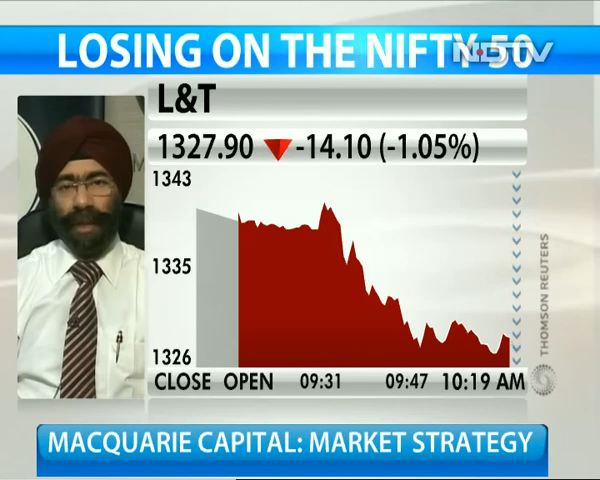 LOSING ON THE NIFTY 50
NDTV
L&T
1327.90 -14.10 (-1.05%)
1343
1335
1326
CLOSE OPEN 09:31 09:47 10:19 AM
THOMSON REUTERS
MACQUARIE CAPITAL: MARKET STRATEGY